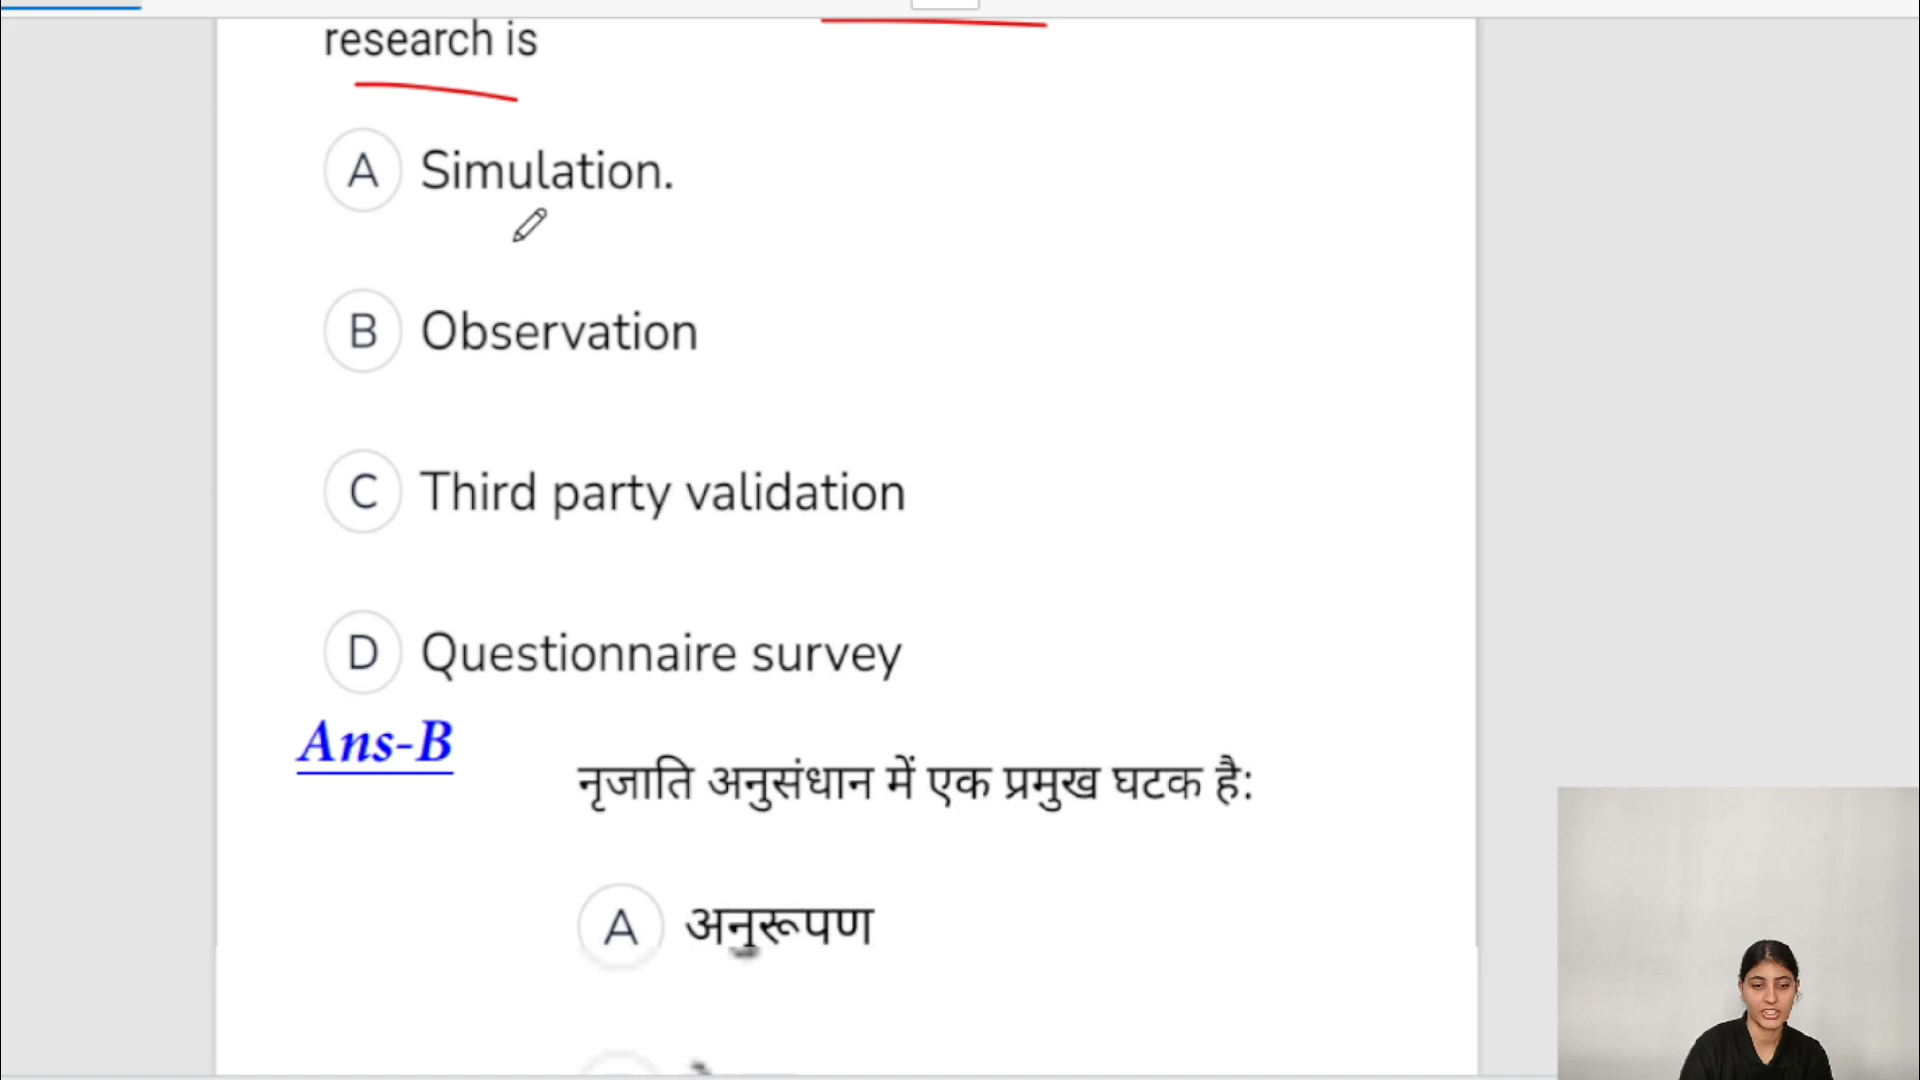 research is
A Simulation.
B Observation
C Third party validation
D Questionnaire survey
Ans-B
नृजाति अनुसंधान में एक प्रमुख घटक है:
A अनुरूपण